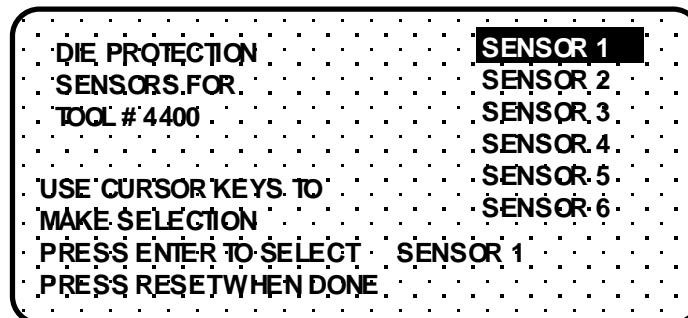 DIE PROTECTION
SENSORS FOR
TOOL # 4400
SENSOR 1
SENSOR 2
SENSOR 3
SENSOR 4
SENSOR 5
SENSOR 6
USE CURSOR KEYS TO
MAKE SELECTION
PRESS ENTER TO SELECT SENSOR 1
PRESS RESET WHEN DONE